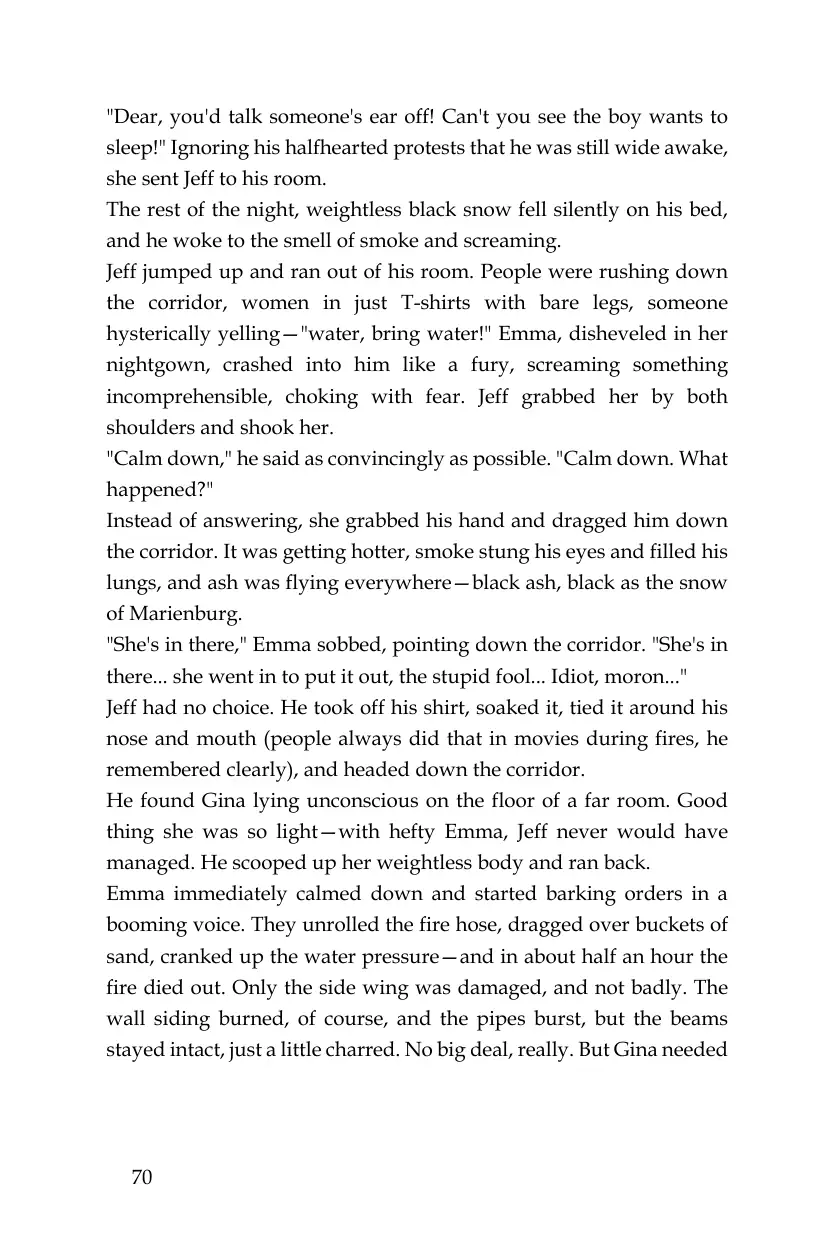 "Dear, you'd talk someone's ear off! Can't you see the boy wants to
sleep!" Ignoring his halfhearted protests that he was still wide awake,
she sent Jeff to his room.
The rest of the night, weightless black snow fell silently on his bed,
and he woke to the smell of smoke and screaming.
Jeff jumped up and ran out of his room. People were rushing down
the corridor, women in just T-shirts with bare legs, someone
hysterically yelling—"water, bring water!" Emma, disheveled in her
nightgown, crashed into him like a fury, screaming something
incomprehensible, choking with fear. Jeff grabbed her by both
shoulders and shook her.
"Calm down," he said as convincingly as possible. "Calm down. What
happened?"
Instead of answering, she grabbed his hand and dragged him down
the corridor. It was getting hotter, smoke stung his eyes and filled his
lungs, and ash was flying everywhere—black ash, black as the snow
of Marienburg.
"She's in there," Emma sobbed, pointing down the corridor. "She's in
there... she went in to put it out, the stupid fool... Idiot, moron..."
Jeff had no choice. He took off his shirt, soaked it, tied it around his
nose and mouth (people always did that in movies during fires, he
remembered clearly), and headed down the corridor.
He found Gina lying unconscious on the floor of a far room. Good
thing she was so light—with hefty Emma, Jeff never would have
managed. He scooped up her weightless body and ran back.
Emma immediately calmed down and started barking orders in a
booming voice. They unrolled the fire hose, dragged over buckets of
sand, cranked up the water pressure—and in about half an hour the
fire died out. Only the side wing was damaged, and not badly. The
wall siding burned, of course, and the pipes burst, but the beams
stayed intact, just a little charred. No big deal, really. But Gina needed
70